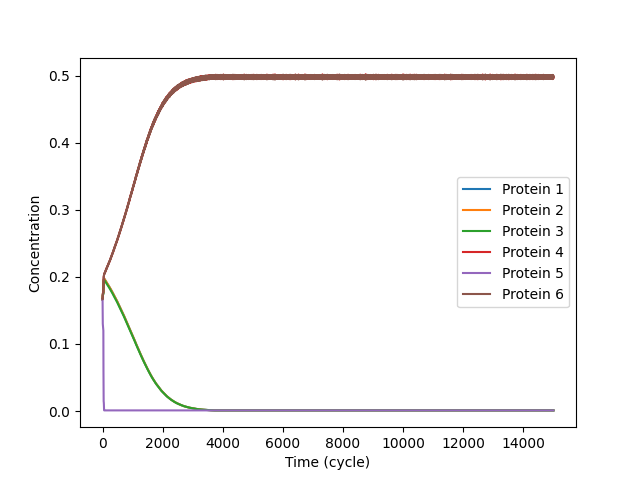 0.5
0.4
0.3
0.2
0.1
0.0
Concentration
0 2000 4000 6000 8000 10000 12000 14000
Time (cycle)
Protein 1
Protein 2
Protein 3
Protein 4
Protein 5
Protein 6